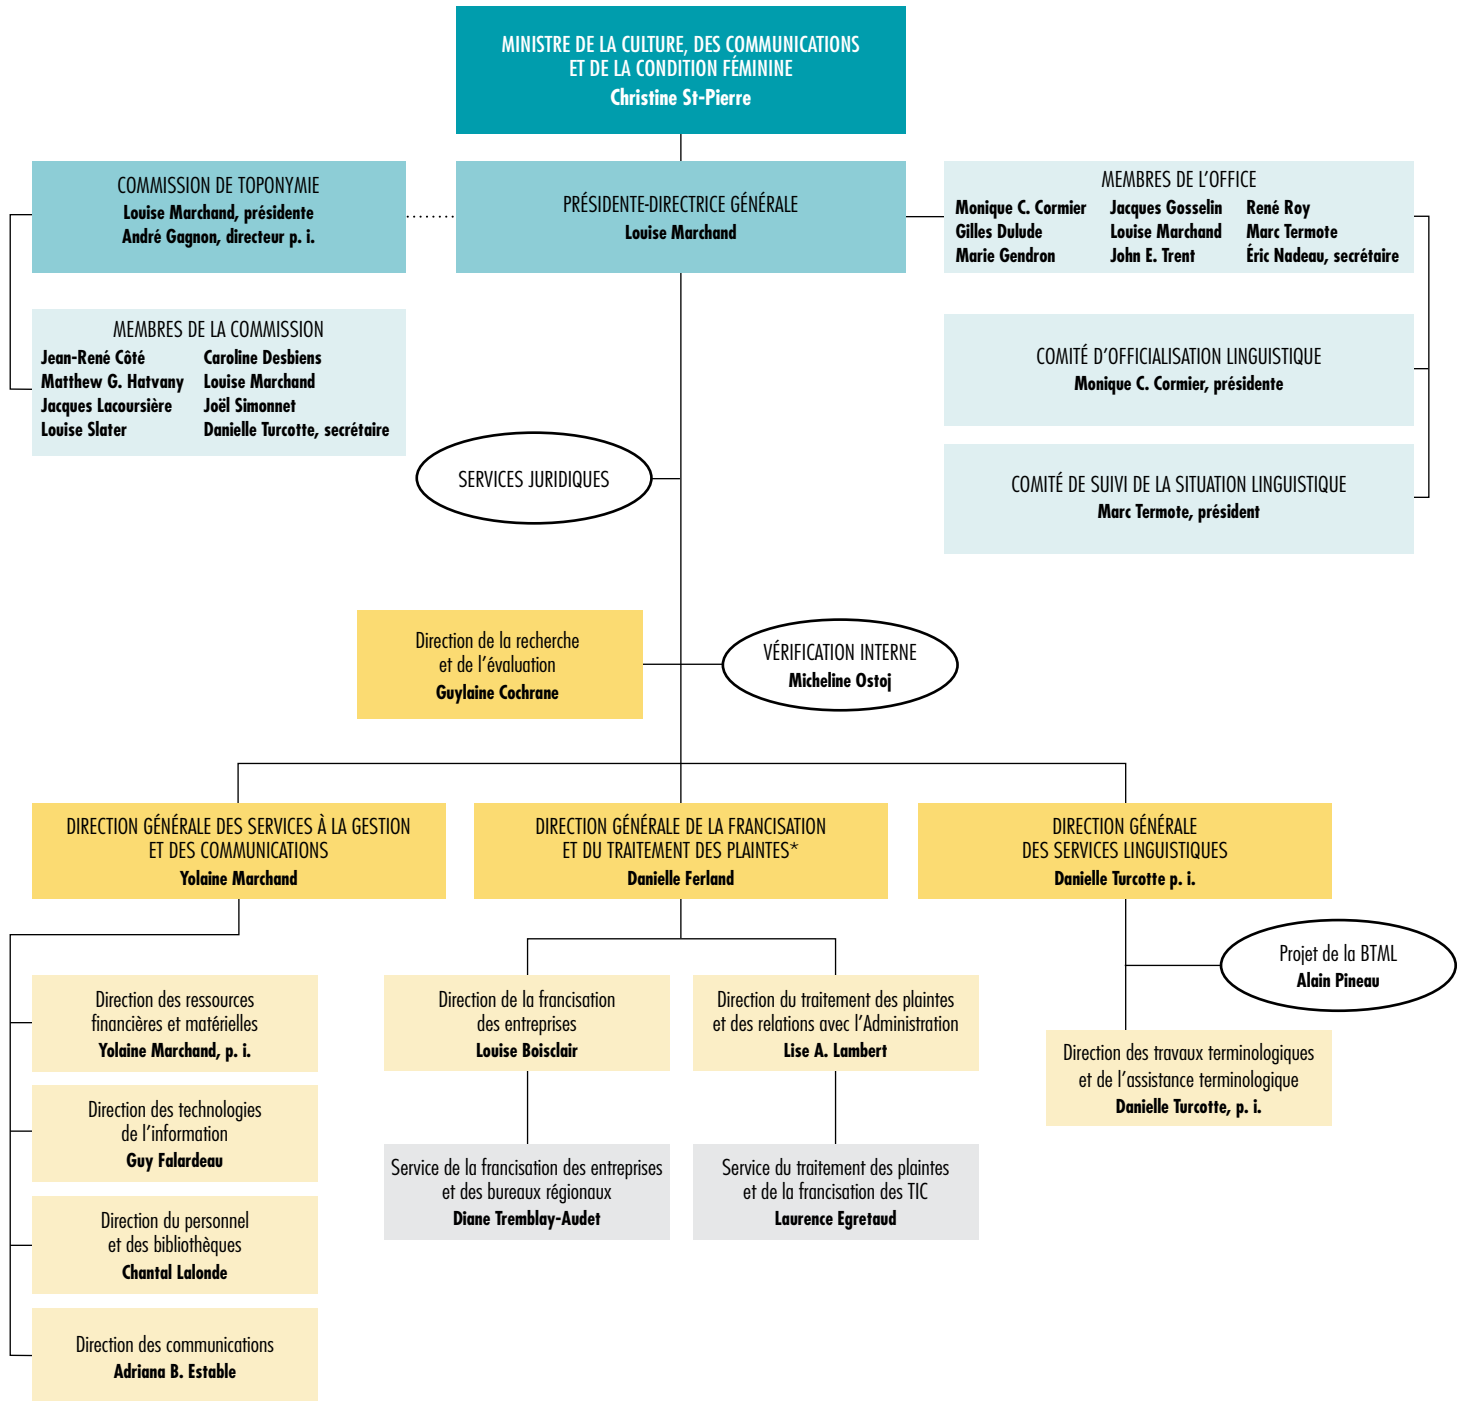 MINISTRE DE LA CULTURE, DES COMMUNICATIONS
ET DE LA CONDITION FÉMININE
Christine St-Pierre
COMMISSION DE TOPONYMIE
Louise Marchand, présidente
André Gagnon, directeur p. i.
PRÉSIDENTE-DIRECTRICE GÉNÉRALE
Louise Marchand
MEMBRES DE L’OFFICE
Monique C. Cormier Jacques Gosselin René Roy
Gilles Dulude Louise Marchand Marc Termote
Marie Gendron John E. Trent Éric Nadeau, secrétaire
MEMBRES DE LA COMMISSION
Jean-René Côté Caroline Desbiens
Matthew G. Hatvany Louise Marchand
Jacques Lacoursière Joël Simonnet
Louise Slater Danielle Turcotte, secrétaire
COMITÉ D’OFFICIALISATION LINGUISTIQUE
Monique C. Cormier, présidente
SERVICES JURIDIQUES
COMITÉ DE SUIVI DE LA SITUATION LINGUISTIQUE
Marc Termote, président
Direction de la recherche
et de l’évaluation
Guylaine Cochrane
VÉRIFICATION INTERNE
Micheline Ostoj
DIRECTION GÉNÉRALE DES SERVICES À LA GESTION
ET DES COMMUNICATIONS
Yolaine Marchand
DIRECTION GÉNÉRALE DE LA FRANCISATION
ET DU TRAITEMENT DES PLAINTES*
Danielle Ferland
DIRECTION GÉNÉRALE
DES SERVICES LINGUISTIQUES
Danielle Turcotte p. i.
Projet de la BTML
Alain Pineau
Direction des ressources
financières et matérielles
Yolaine Marchand, p. i.
Direction de la francisation
des entreprises
Louise Boisclair
Direction du traitement des plaintes
et des relations avec l’Administration
Lise A. Lambert
Direction des travaux terminologiques
et de l’assistance terminologique
Danielle Turcotte, p. i.
Direction des technologies
de l’information
Guy Falardeau
Service de la francisation des entreprises
et des bureaux régionaux
Diane Tremblay-Audet
Service du traitement des plaintes
et de la francisation des TIC
Laurence Egretaud
Direction du personnel
et des bibliothèques
Chantal Lalonde
Direction des communications
Adriana B. Estable